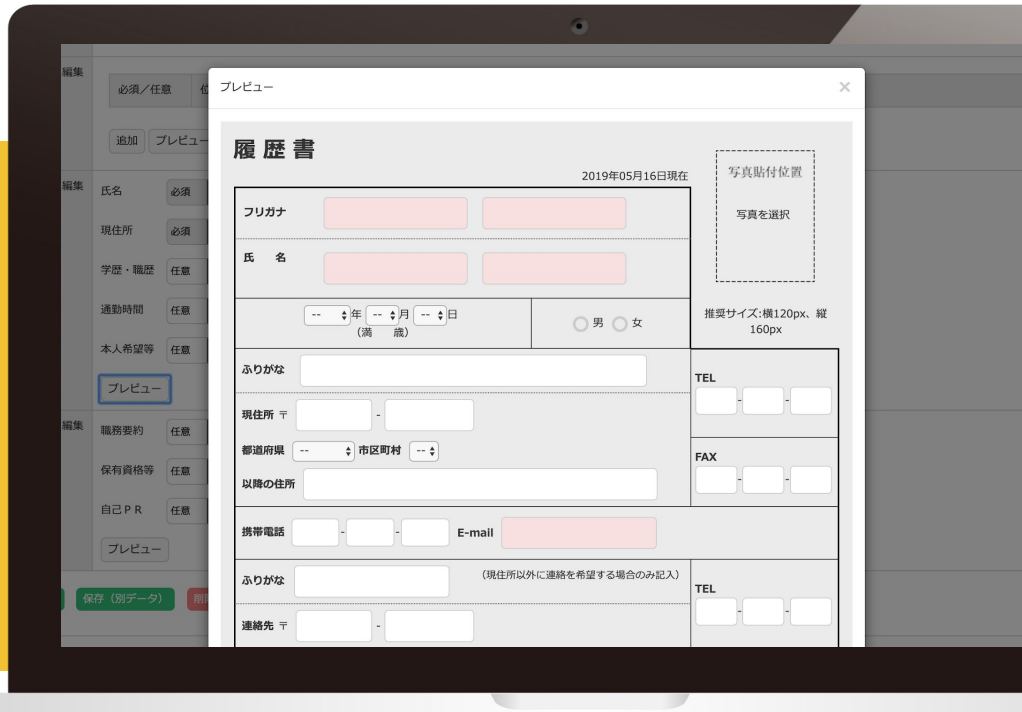 編集
必須／任意
追加 プレビュー
編集
氏名 必須
現住所 必須
学歴・職歴 任意
通勤時間 任意
本人希望等 任意
プレビュー
編集
職務要約 任意
保有資格等 任意
自己ＰＲ 任意
プレビュー
保存（別データ）
プレビュー ×
履歴書
2019年05月16日現在
写真貼付位置
写真を選択
推奨サイズ:横120px、縦
160px
フリガナ
氏 名
-- 年 -- 月 -- 日
(満 歳)
男 女
ふりがな
現住所 〒 -
都道府県 -- 市区町村 --
以降の住所
TEL
- -
FAX
- -
携帯電話 - - E-mail
ふりがな (現住所以外に連絡を希望する場合のみ記入)
連絡先 〒 -
TEL
- -